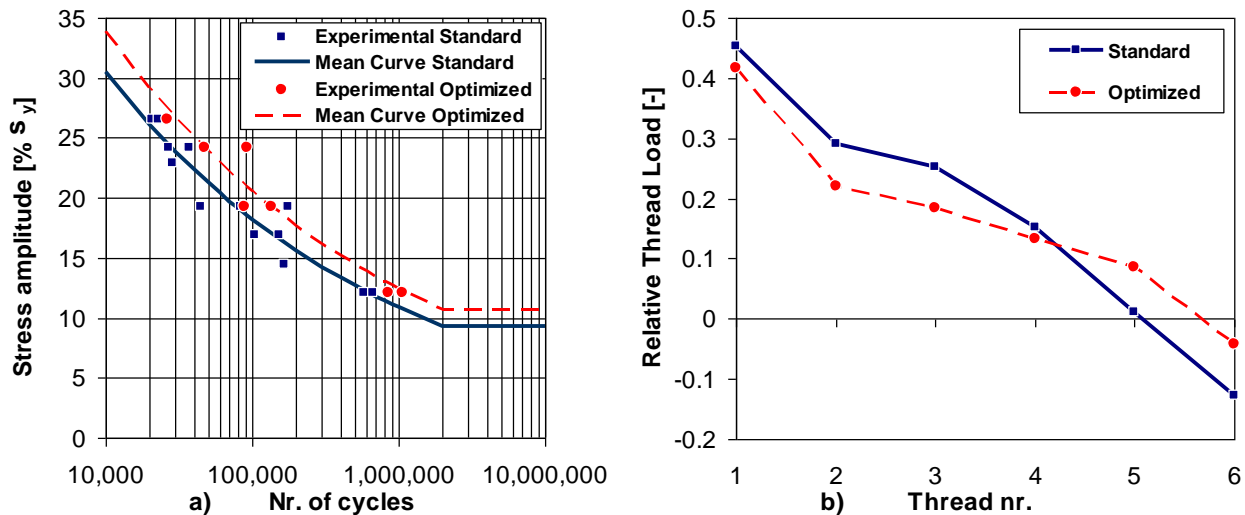 35
30
25
20
15
10
5
0
Stress amplitude [% s y]
Experimental Standard
Mean Curve Standard
Experimental Optimized
Mean Curve Optimized
10,000
100,000
1,000,000
10,000,000
a) Nr. of cycles
0.5
0.4
0.3
0.2
0.1
0
-0.1
-0.2
Relative Thread Load [-]
Standard
Optimized
1 2 3 4 5 6
b) Thread nr.